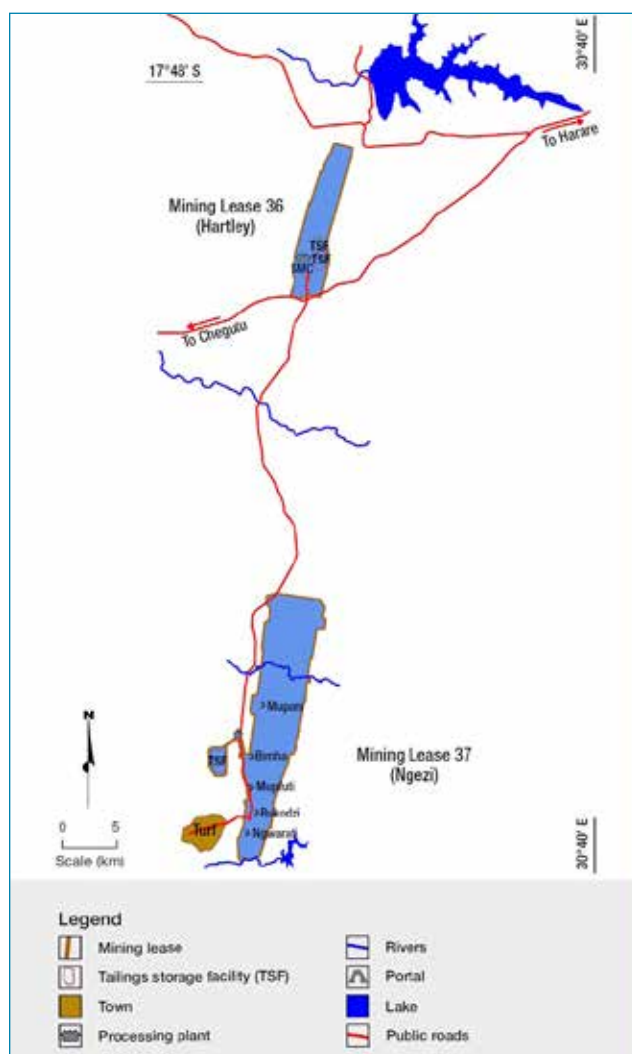 30°40' E
17°48' S
To Harare
Mining Lease 36
(Hartley)
TSF
TSF
SMC
To Chegutu
Mupani
N
Bimha
TSF
Mining Lease 37
(Ngezi)
Mupfuti
Rukodzi
Turf
Ngwarati
0 5
Scale (km)
30°40' E
Legend
Mining lease
Tailings storage facility (TSF)
Town
Processing plant
Rivers
Portal
Lake
Public roads